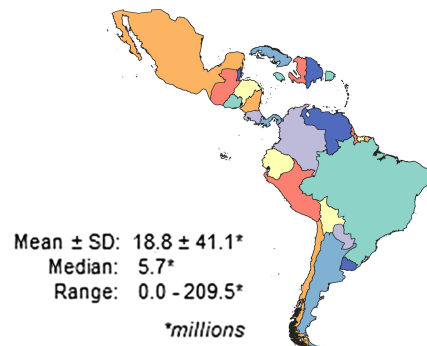 Mean ± SD: 18.8 ± 41.1*
Median: 5.7*
Range: 0.0 - 209.5*
*millions